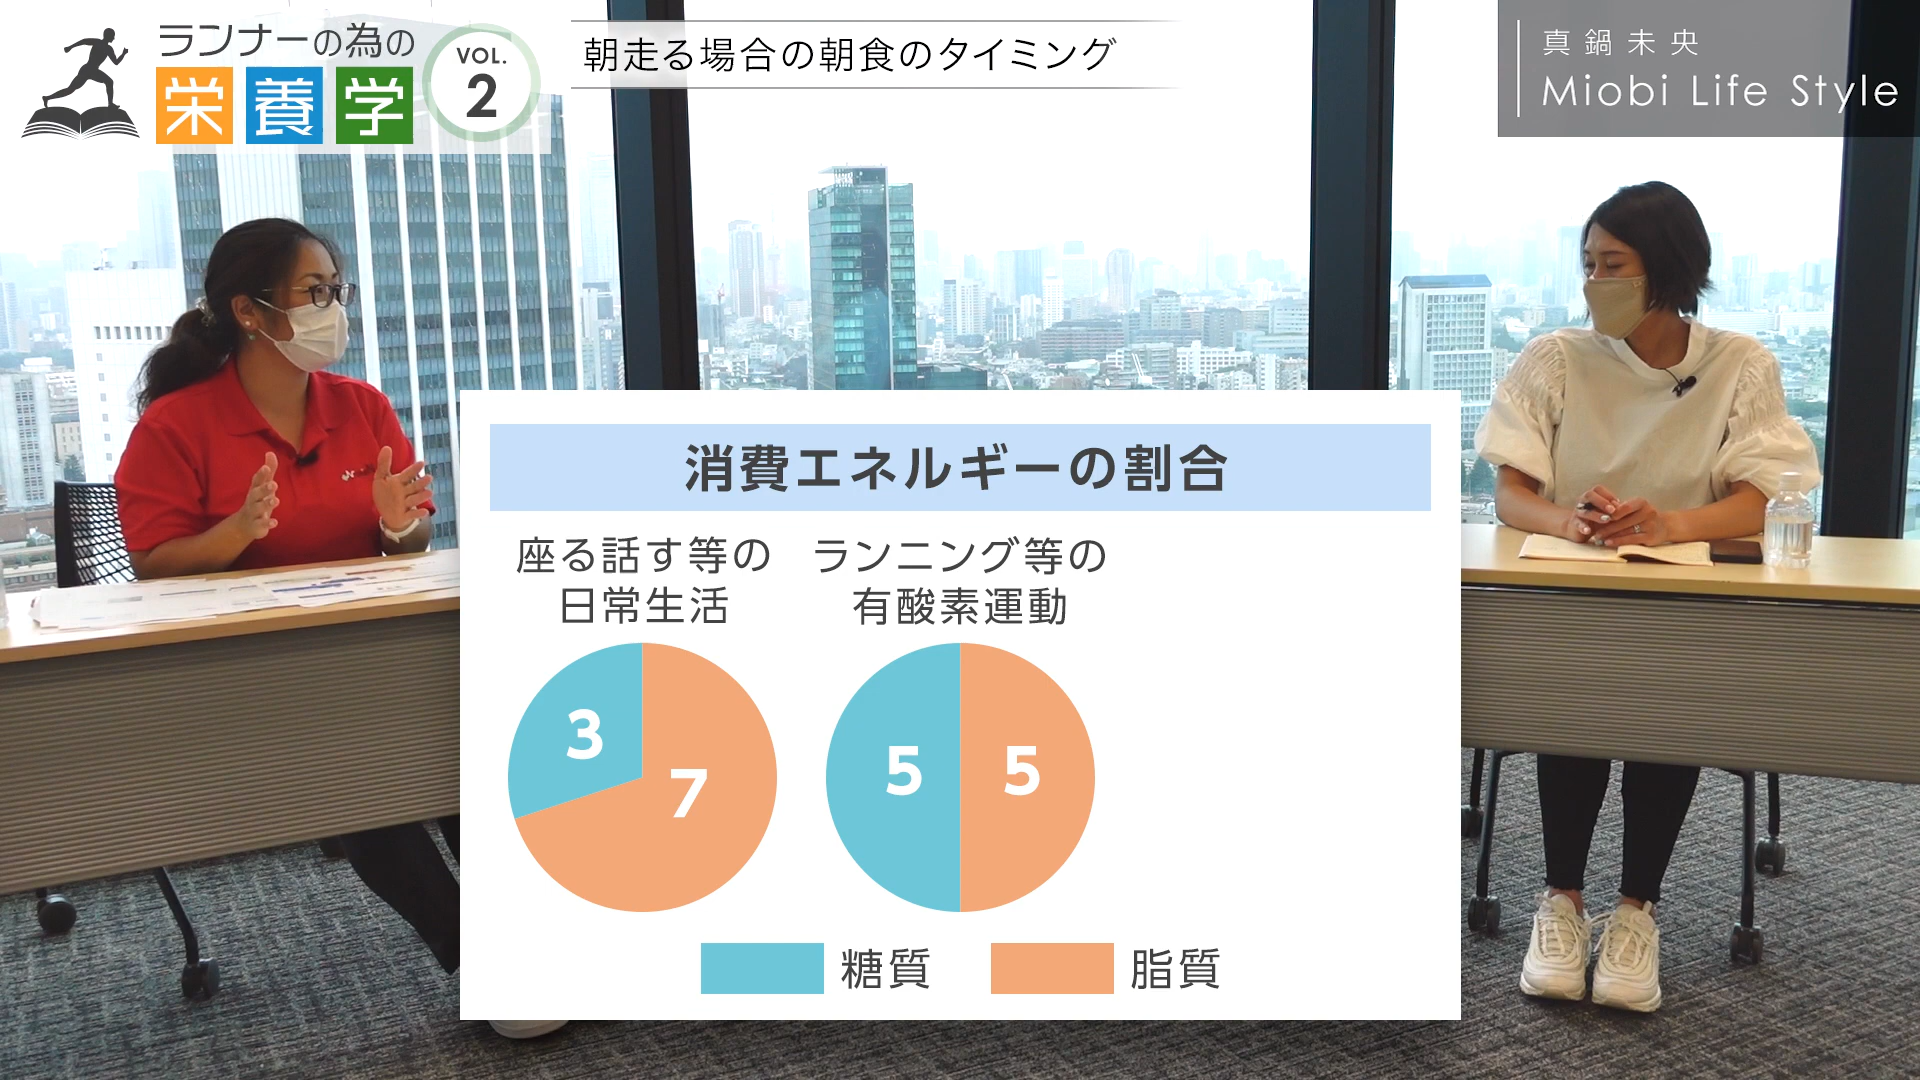 ランナーの為の
栄養学
VOL.
2
朝走る場合の朝食のタイミング
真鍋未央
Miobi Life Style
消費エネルギーの割合
座る話す等の
日常生活
ランニング等の
有酸素運動
3
7
5
5
糖質
脂質